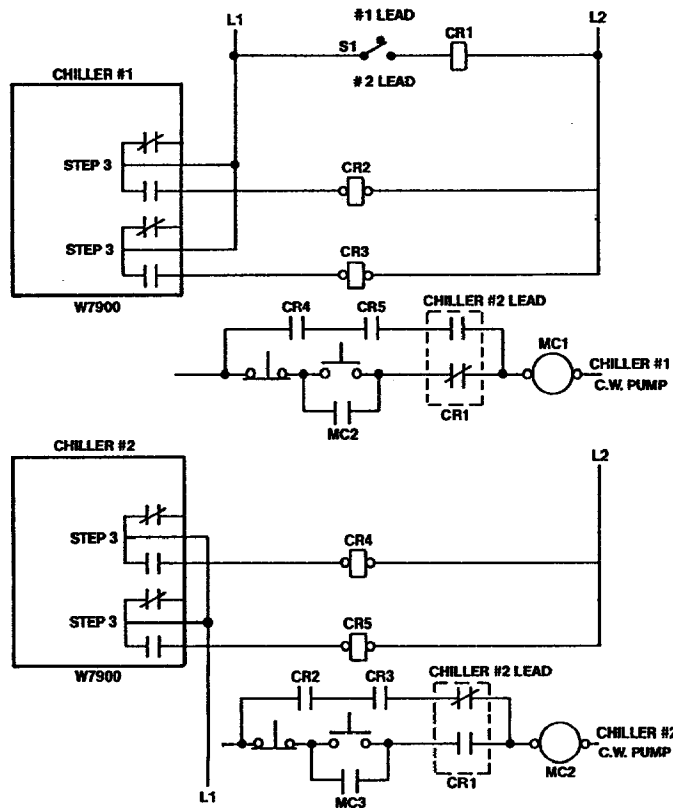 L1
#1 LEAD
L2
S1
CR1
#2 LEAD
CHILLER #1
STEP 3
CR2
STEP 3
CR3
W7900
CHILLER #2 LEAD
CR4
CR5
MC1
CHILLER #1
C.W. PUMP
MC2
CR1
CHILLER #2
L2
STEP 3
CR4
STEP 3
CR5
W7900
CHILLER #2 LEAD
CR2
CR3
CHILLER #2
C.W. PUMP
MC2
CR1
MC3
L1